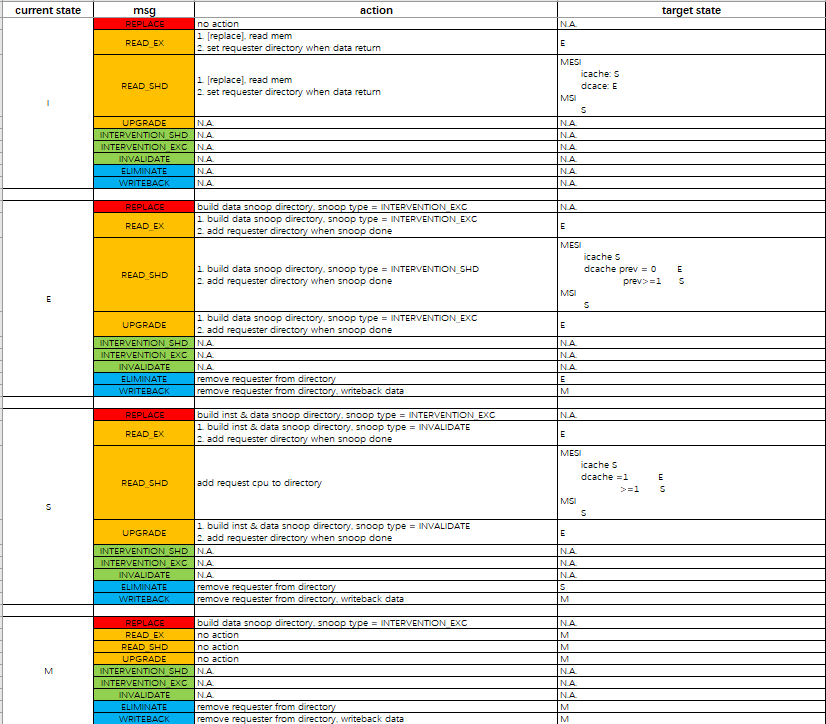 current state msg action target state
I
REPLACE no action N.A.
READ_EX 1. [replace], read mem
2. set requester directory when data return E
READ_SHD 1. [replace], read mem
2. set requester directory when data return
MESI
icache: S
dcace: E
MSI
S
UPGRADE N.A. N.A.
INTERVENTION_SHD N.A. N.A.
INTERVENTION_EXC N.A. N.A.
INVALIDATE N.A. N.A.
ELIMINATE N.A. N.A.
WRITEBACK N.A. N.A.
E
REPLACE build data snoop directory, snoop type = INTERVENTION_EXC N.A.
READ_EX 1. build data snoop directory, snoop type = INTERVENTION_EXC
2. add requester directory when snoop done E
READ_SHD 1. build data snoop directory, snoop type = INTERVENTION_SHD
2. add requester directory when snoop done
MESI
icache S
dcache prev = 0 E
prev>=1 S
MSI
S
UPGRADE 1. build data snoop directory, snoop type = INTERVENTION_EXC
2. add requester directory when snoop done E
INTERVENTION_SHD N.A. N.A.
INTERVENTION_EXC N.A. N.A.
INVALIDATE N.A. N.A.
ELIMINATE remove requester from directory E
WRITEBACK remove requester from directory, writeback data M
S
REPLACE build inst & data snoop directory, snoop type = INTERVENTION_EXC N.A.
READ_EX 1. build inst & data snoop directory, snoop type = INVALIDATE
2. add requester directory when snoop done E
READ_SHD add request cpu to directory
MESI
icache S
dcache =1 E
>=1 S
MSI
S
UPGRADE 1. build inst & data snoop directory, snoop type = INVALIDATE
2. add requester directory when snoop done E
INTERVENTION_SHD N.A. N.A.
INTERVENTION_EXC N.A. N.A.
INVALIDATE N.A. N.A.
ELIMINATE remove requester from directory S
WRITEBACK remove requester from directory, writeback data M
M
REPLACE build data snoop directory, snoop type = INTERVENTION_EXC N.A.
READ_EX no action M
READ_SHD no action M
UPGRADE no action M
INTERVENTION_SHD N.A. N.A.
INTERVENTION_EXC N.A. N.A.
INVALIDATE N.A. N.A.
ELIMINATE remove requester from directory M
WRITEBACK remove requester from directory, writeback data M